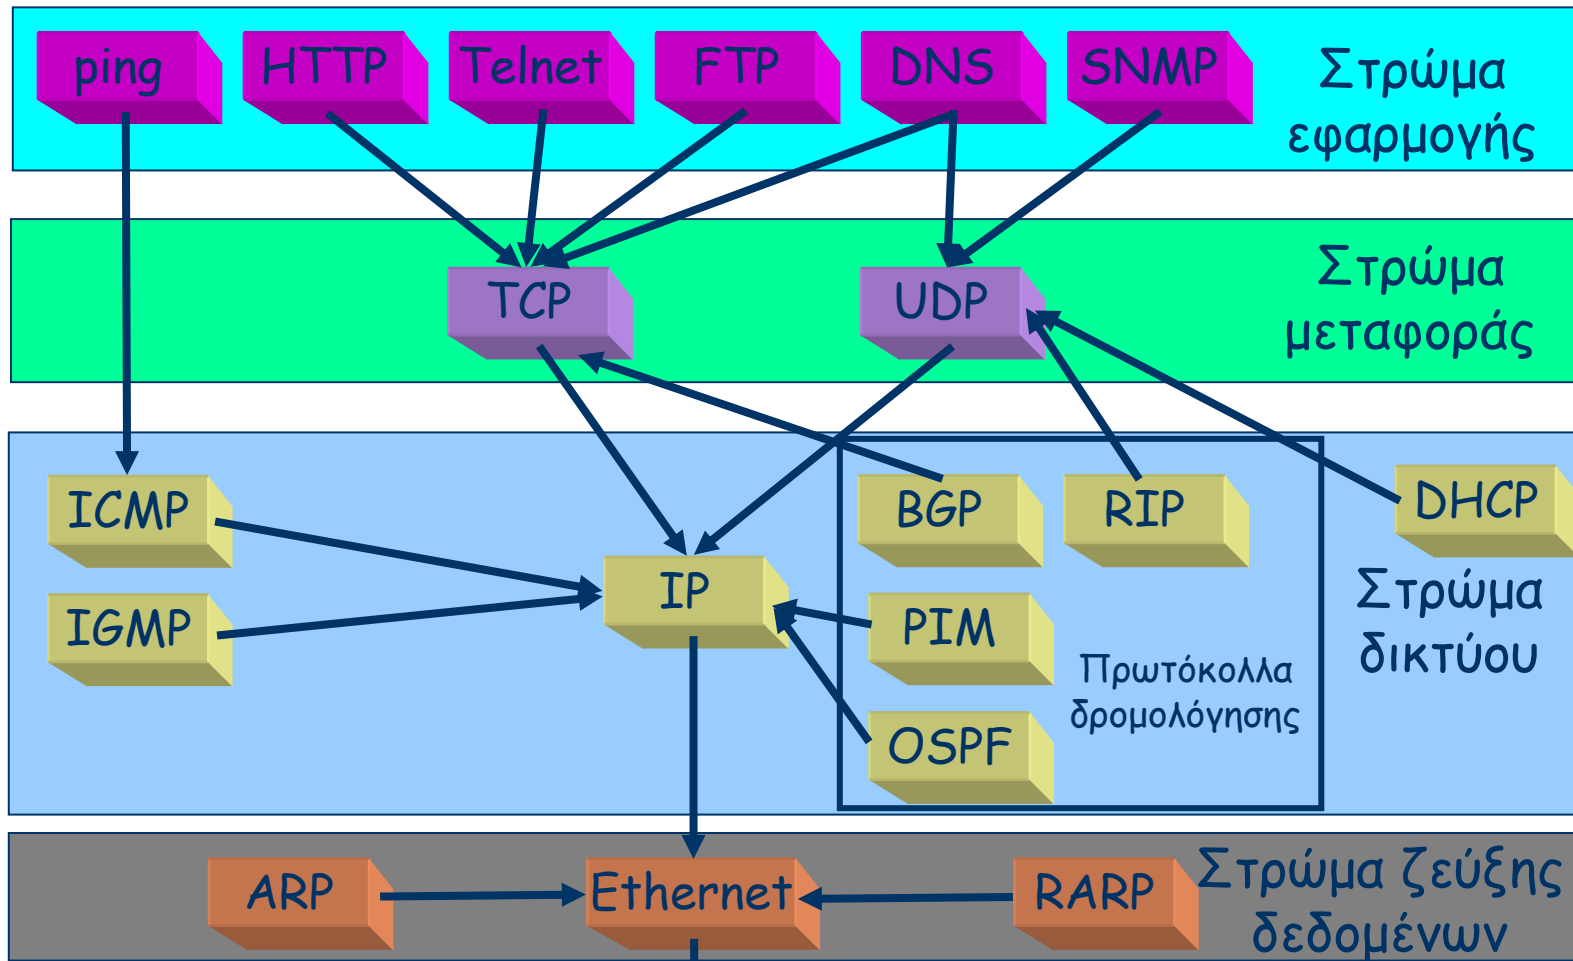 ping
HTTP
Telnet
FTP
DNS
SNMP
Στρώμα
εφαρμογής
TCP
UDP
Στρώμα
μεταφοράς
ICMP
IGMP
IP
BGP
RIP
DHCP
PIM
OSPF
Πρωτόκολλα
δρομολόγησης
Στρώμα
δικτύου
ARP
Ethernet
RARP
Στρώμα ζεύξης
δεδομένων